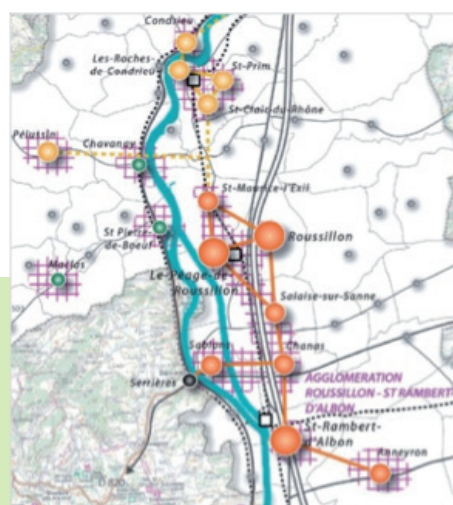 Condrieu
Les-Roches-
de-Condrieu
St-Prim
St-Clair-du-Rhône
Pélussin
Chavanay
St-Maurice-l'Exil
St Pierre-
de-Boeuf
Roussillon
Le-Péage-de-
Roussillon
Maclas
Salaise-sur-Sanne
Sablons
Chanas
Serrières
AGGLOMERATION
ROUSSILLON - ST RAMBERT-
D'ALBON
St-Rambert-
d'Albon
Anneyron
D 820